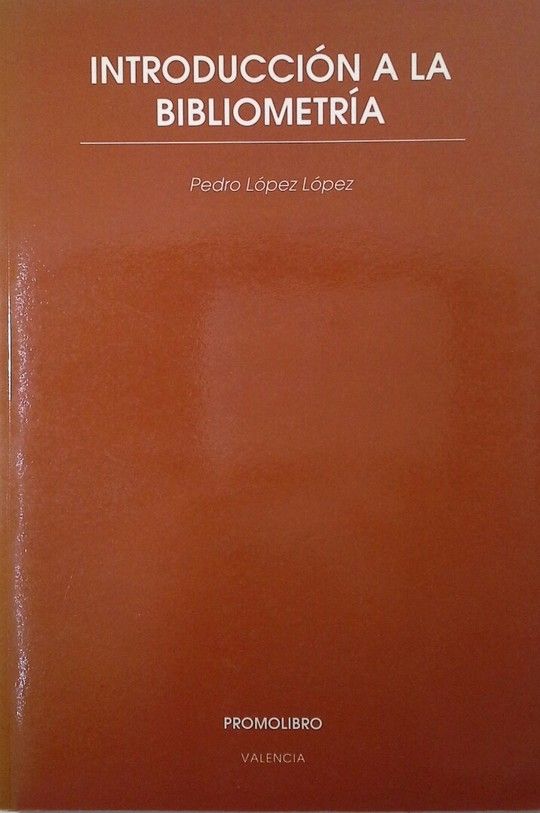 INTRODUCCIÓN A LA
BIBLIOMETRÍA
Pedro López López
PROMOLIBRO
VALENCIA